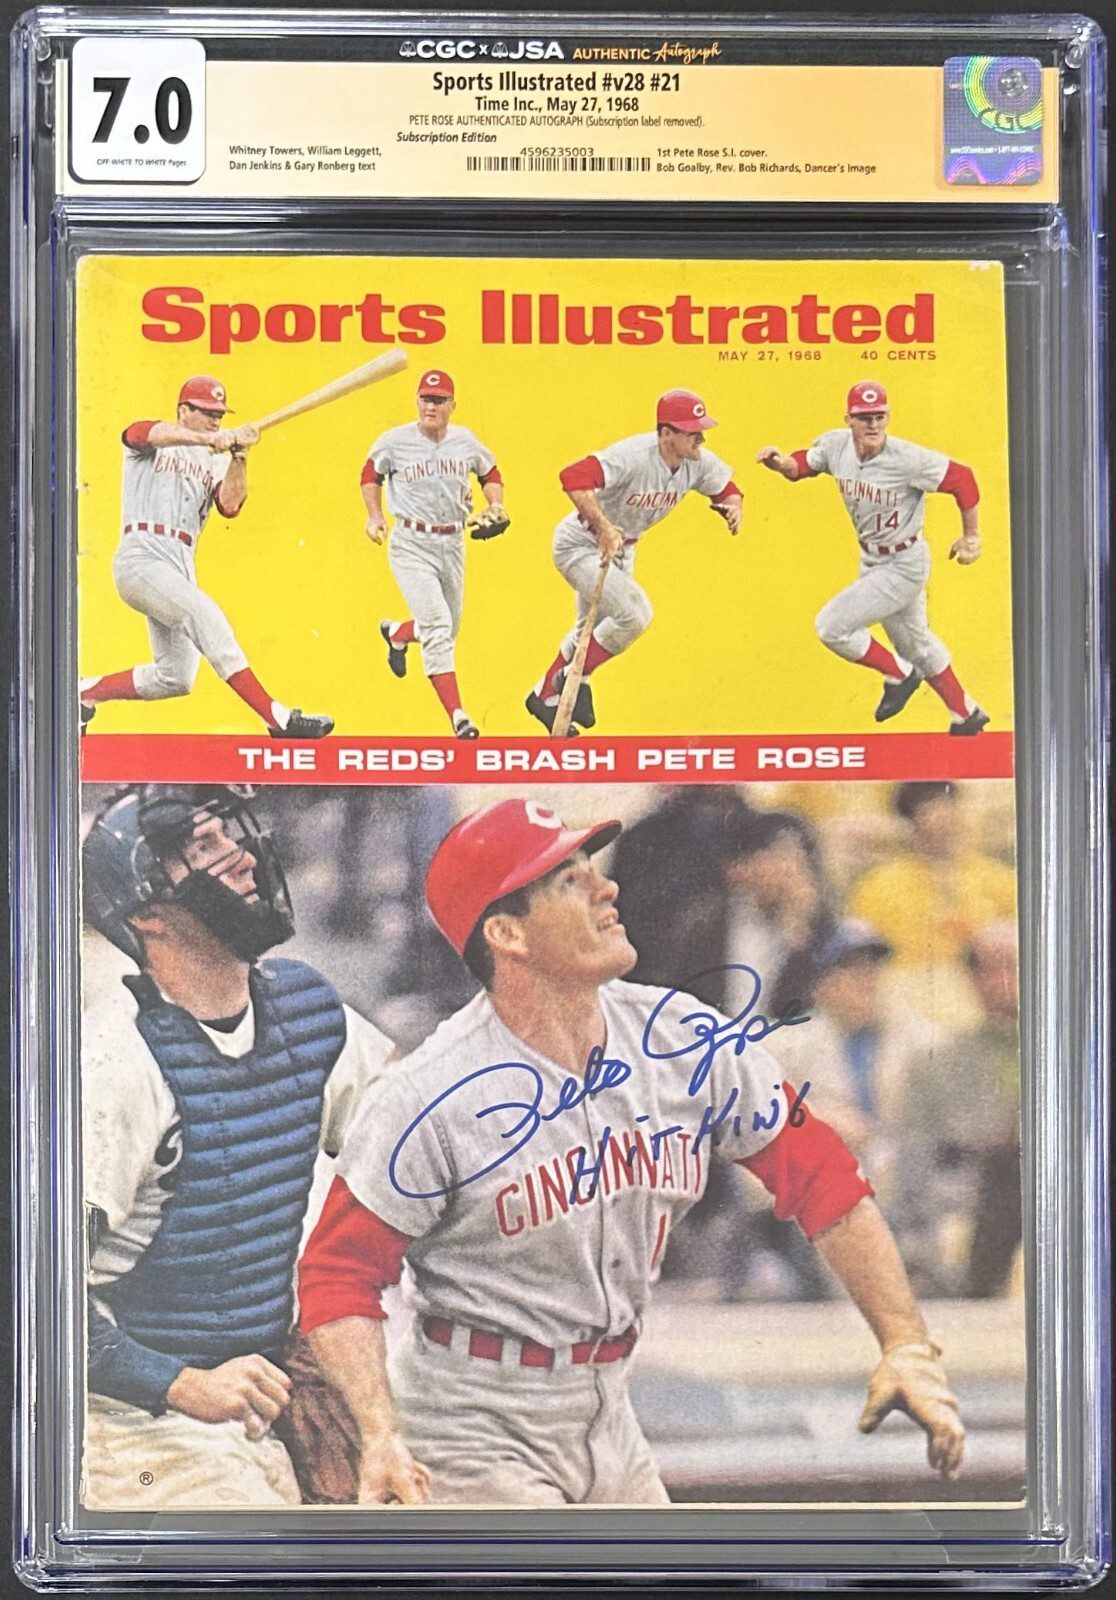 CGC x JSA AUTHENTIC Autograph
7.0
OFF-WHITE TO WHITE Pages
Sports Illustrated #v28 #21
Time Inc., May 27, 1968
PETE ROSE AUTHENTICATED AUTOGRAPH (Subscription label removed).
Subscription Edition
Whitney Towers, William Leggett,
Dan Jenkins & Gary Ronberg text
4596235003
1st Pete Rose S.I. cover.
Bob Goalby, Rev. Bob Richards, Dancer's Image
CGC
Sports Illustrated
MAY 27, 1968 40 CENTS
C
C
C
C
CINCINNATI
CINCINNATI
14
CINCINNATI
CINCINNATI
14
THE REDS' BRASH PETE ROSE
C
Pete Rose
Hit King
CINCINNATI
1
®